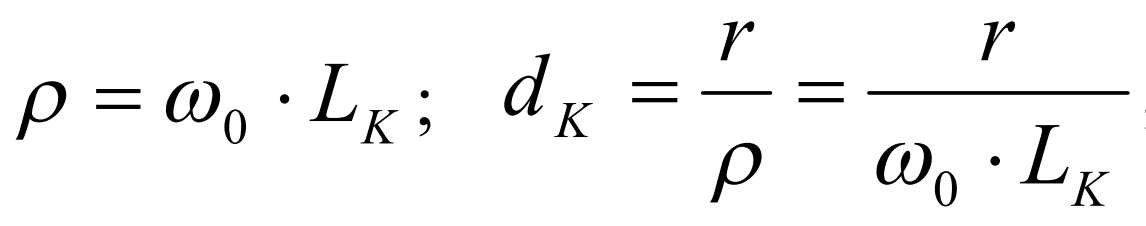 ρ = ω₀ · L_K ; d_K = r/ρ = r/(ω₀ · L_K)